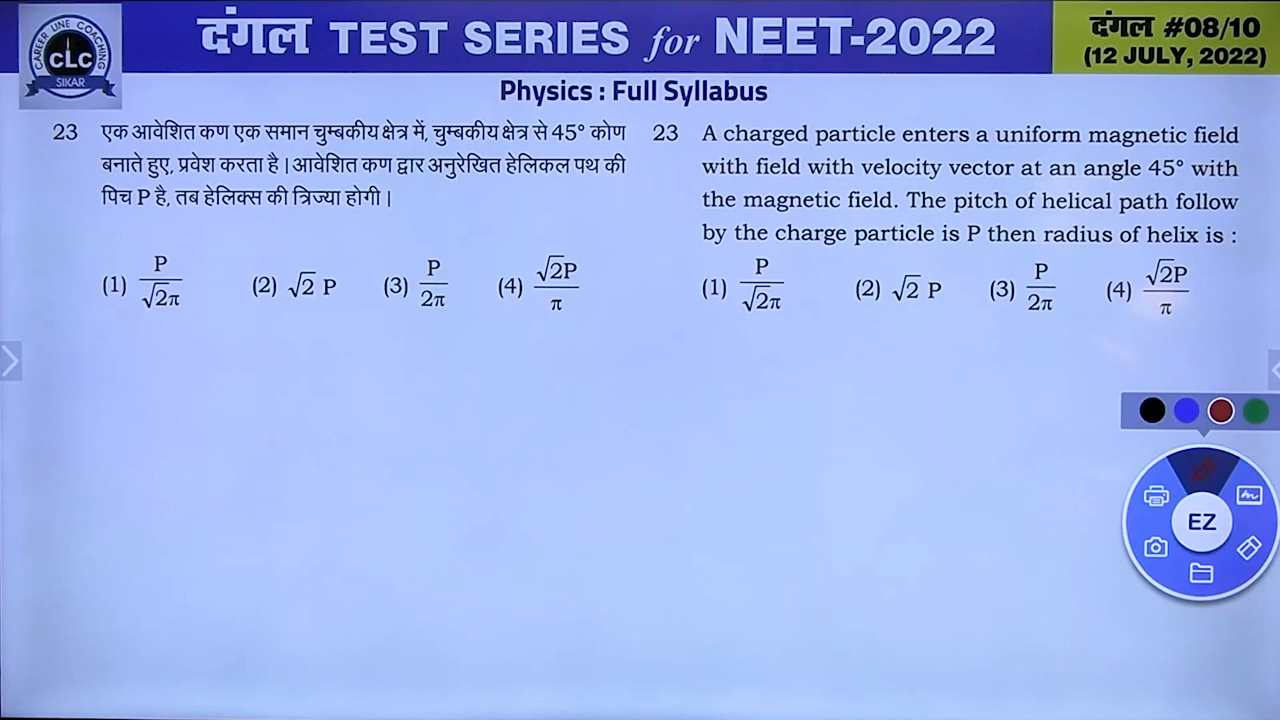 CAREER LINE COACHING
CLC
SIKAR
दंगल TEST SERIES for NEET-2022
दंगल #08/10
(12 JULY, 2022)
Physics : Full Syllabus
23 एक आवेशित कण एक समान चुम्बकीय क्षेत्र में, चुम्बकीय क्षेत्र से 45° कोण
बनाते हुए, प्रवेश करता है | आवेशित कण द्वार अनुरेखित हेलिकल पथ की
पिच P है, तब हेलिक्स की त्रिज्या होगी |
(1) P/√2π (2) √2 P (3) P/2π (4) √2P/π
23 A charged particle enters a uniform magnetic field
with field with velocity vector at an angle 45° with
the magnetic field. The pitch of helical path follow
by the charge particle is P then radius of helix is :
(1) P/√2π (2) √2 P (3) P/2π (4) √2P/π
EZ